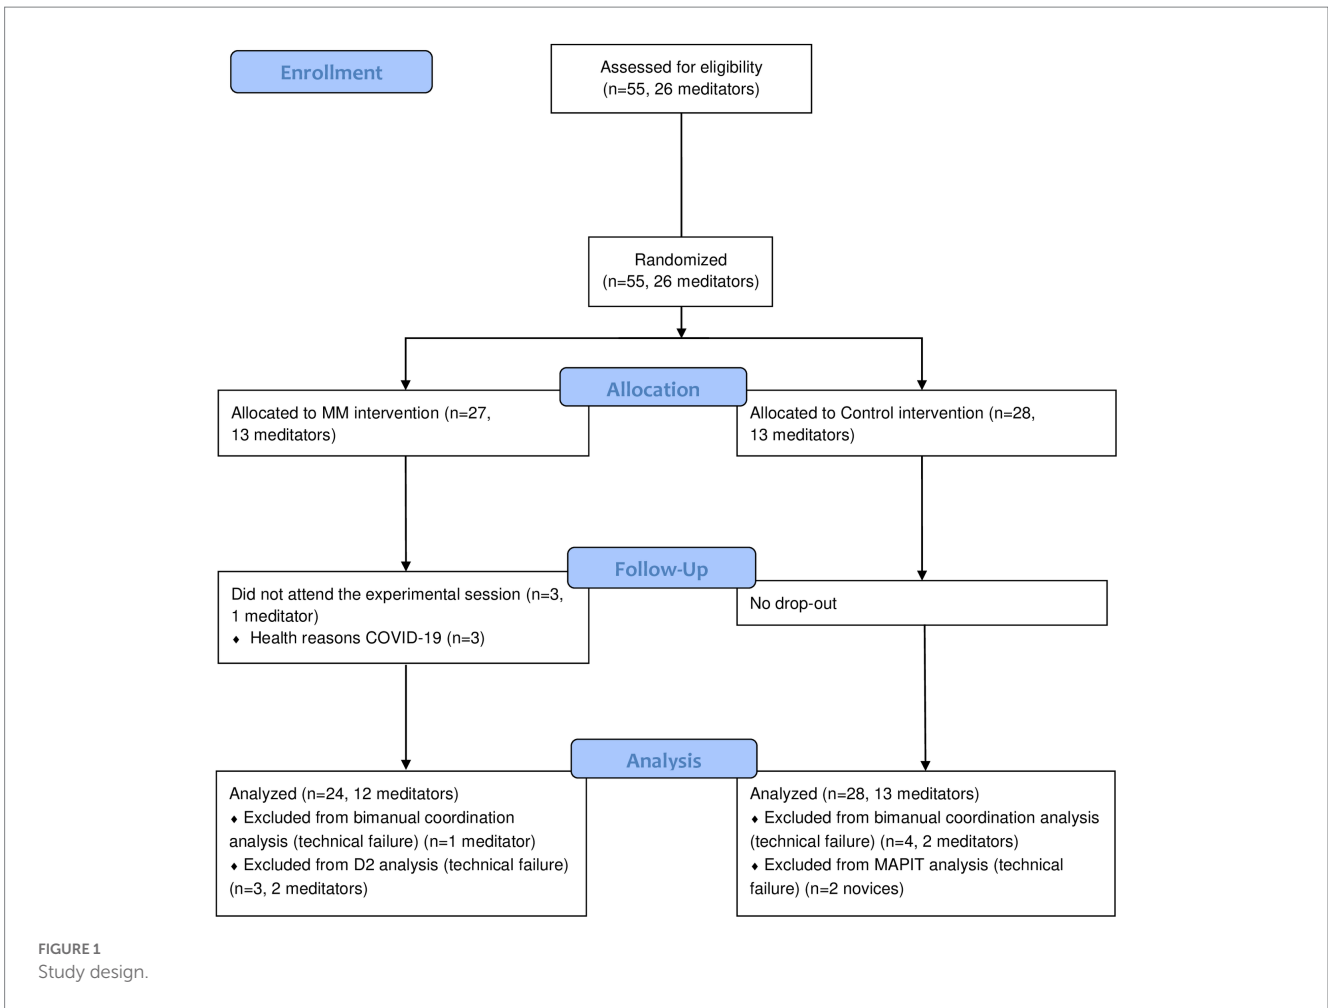 Enrollment
Assessed for eligibility
(n=55, 26 meditators)
Randomized
(n=55, 26 meditators)
Allocation
Allocated to MM intervention (n=27,
13 meditators)
Allocated to Control intervention (n=28,
13 meditators)
Follow-Up
Did not attend the experimental session (n=3,
1 meditator)
♦ Health reasons COVID-19 (n=3)
No drop-out
Analysis
Analyzed (n=24, 12 meditators)
♦ Excluded from bimanual coordination
analysis (technical failure) (n=1 meditator)
♦ Excluded from D2 analysis (technical failure)
(n=3, 2 meditators)
Analyzed (n=28, 13 meditators)
♦ Excluded from bimanual coordination analysis
(technical failure) (n=4, 2 meditators)
♦ Excluded from MAPIT analysis (technical
failure) (n=2 novices)
FIGURE 1
Study design.